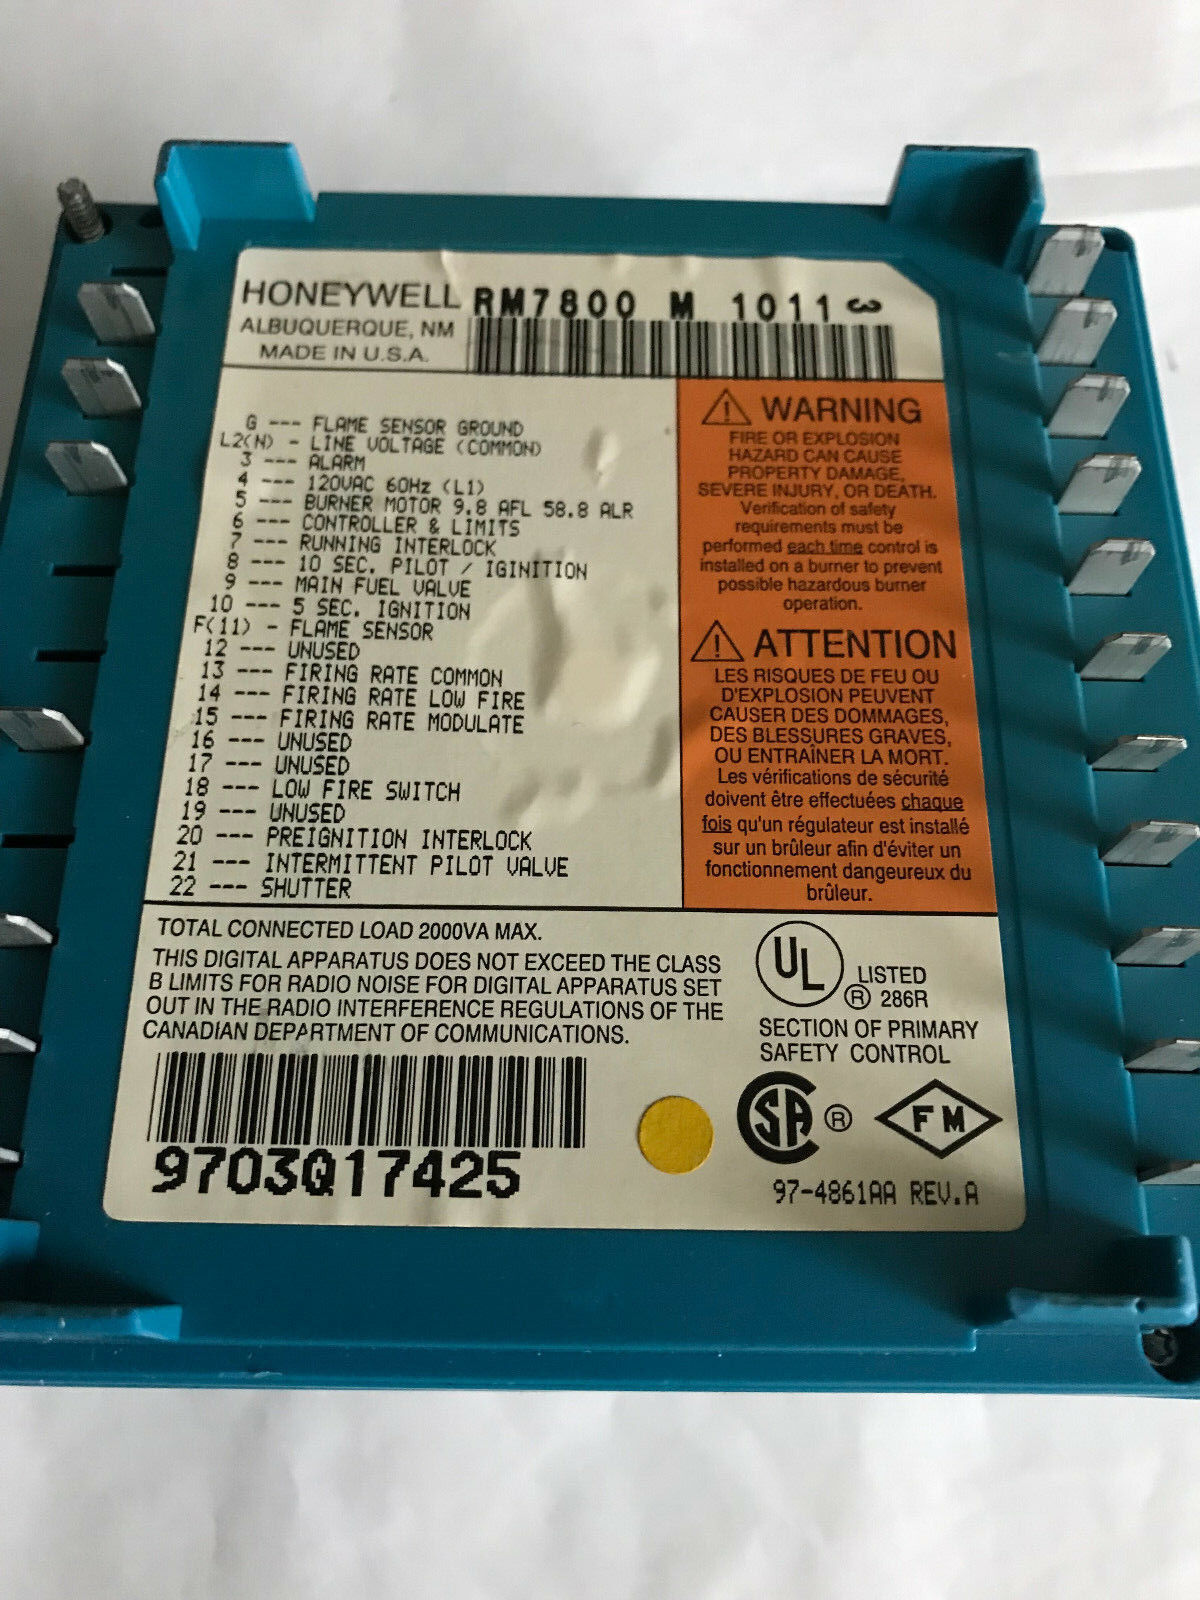 HONEYWELL RM7800 M 1011 3
ALBUQUERQUE, NM
MADE IN U.S.A.
G --- FLAME SENSOR GROUND
L2(N) - LINE VOLTAGE (COMMON)
3 --- ALARM
4 --- 120VAC 60Hz (L1)
5 --- BURNER MOTOR 9.8 AFL 58.8 ALR
6 --- CONTROLLER & LIMITS
7 --- RUNNING INTERLOCK
8 --- 10 SEC. PILOT / IGINITION
9 --- MAIN FUEL VALVE
10 --- 5 SEC. IGNITION
F(11) - FLAME SENSOR
12 --- UNUSED
13 --- FIRING RATE COMMON
14 --- FIRING RATE LOW FIRE
15 --- FIRING RATE MODULATE
16 --- UNUSED
17 --- UNUSED
18 --- LOW FIRE SWITCH
19 --- UNUSED
20 --- PREIGNITION INTERLOCK
21 --- INTERMITTENT PILOT VALVE
22 --- SHUTTER
WARNING
FIRE OR EXPLOSION
HAZARD CAN CAUSE
PROPERTY DAMAGE,
SEVERE INJURY, OR DEATH.
Verification of safety
requirements must be
performed each time control is
installed on a burner to prevent
possible hazardous burner
operation.
ATTENTION
LES RISQUES DE FEU OU
D'EXPLOSION PEUVENT
CAUSER DES DOMMAGES,
DES BLESSURES GRAVES,
OU ENTRAÎNER LA MORT.
Les vérifications de sécurité
doivent être effectuées chaque
fois qu'un régulateur est installé
sur un brûleur afin d'éviter un
fonctionnement dangeureux du
brûleur.
TOTAL CONNECTED LOAD 2000VA MAX.
THIS DIGITAL APPARATUS DOES NOT EXCEED THE CLASS
B LIMITS FOR RADIO NOISE FOR DIGITAL APPARATUS SET
OUT IN THE RADIO INTERFERENCE REGULATIONS OF THE
CANADIAN DEPARTMENT OF COMMUNICATIONS.
9703Q17425
UL LISTED
® 286R
SECTION OF PRIMARY
SAFETY CONTROL
SA ® FM
97-4861AA REV.A